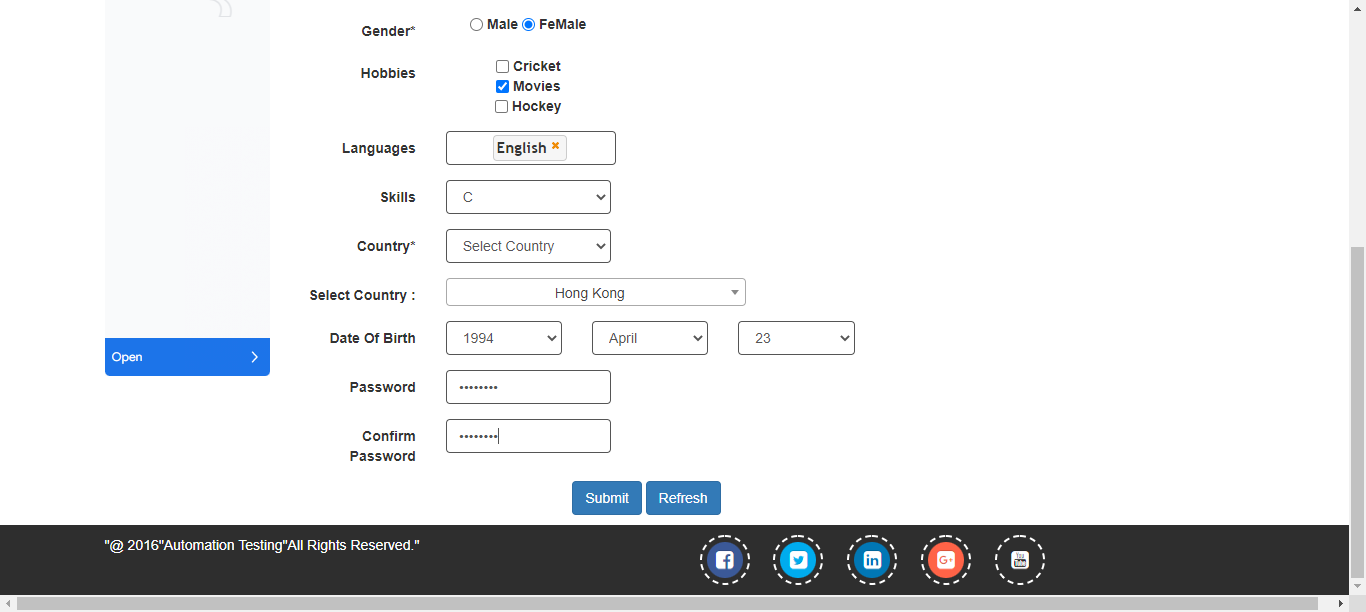 Gender* Male FeMale
Hobbies Cricket
Movies
Hockey
Languages English ×
Skills C
Country* Select Country
Select Country : Hong Kong
Date Of Birth 1994 April 23
Open
Password ••••••••
Confirm Password ••••••••
Submit Refresh
"@ 2016"Automation Testing"All Rights Reserved."
f in G+ You Tube